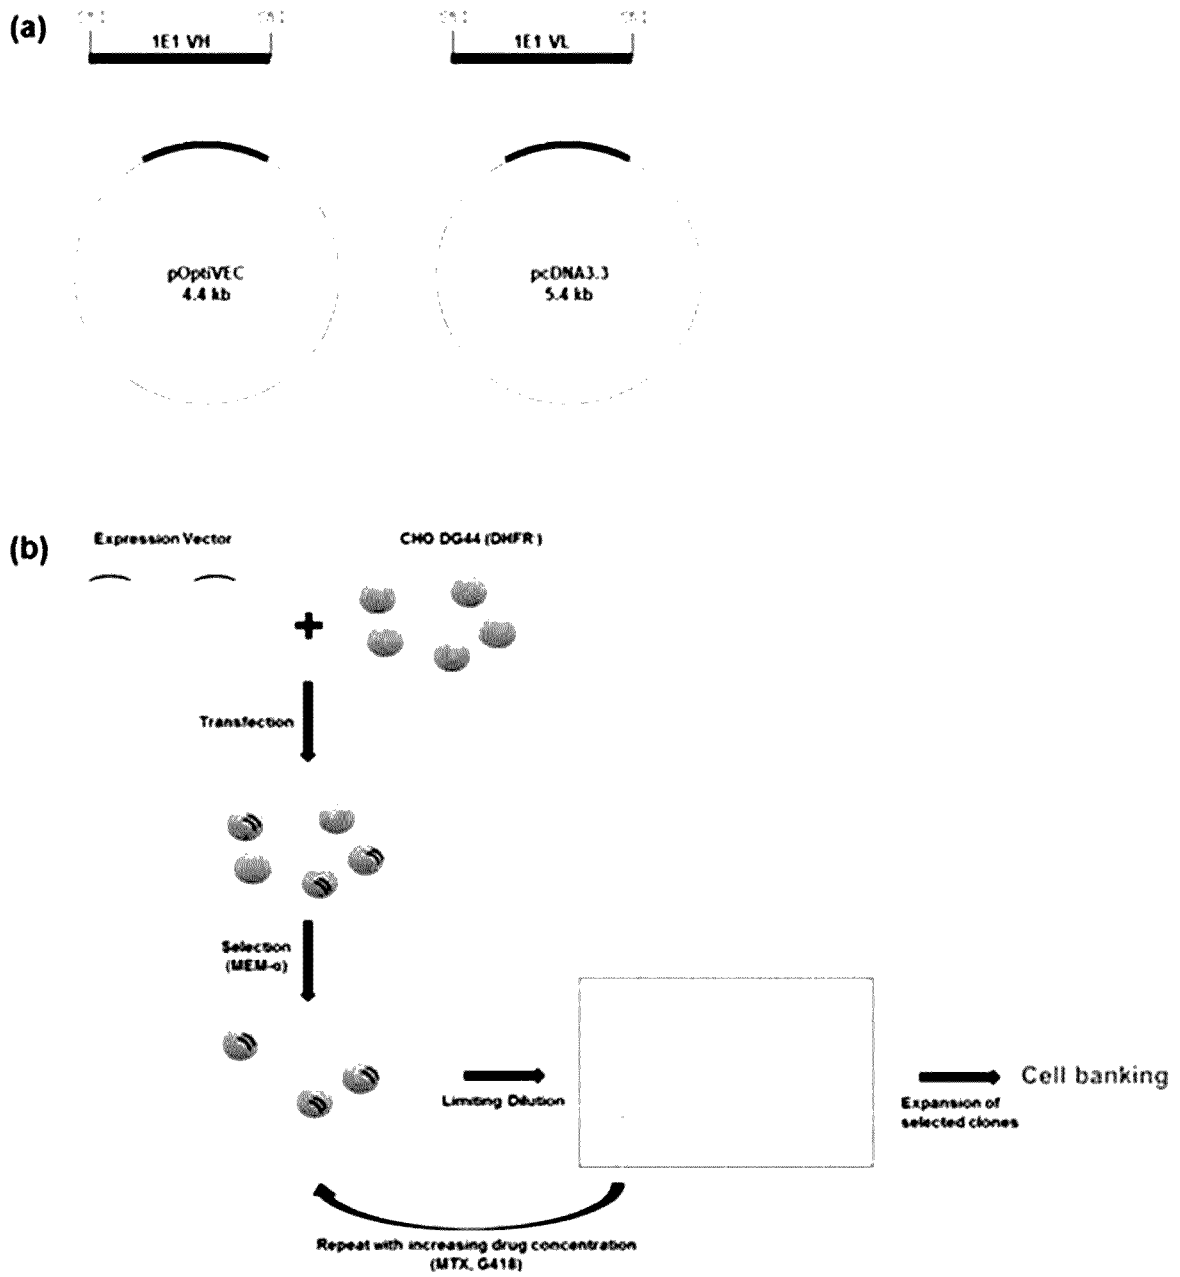 (a)
1E1 VH
1E1 VL
pOptiVEC
4.4 kb
pcDNA3.3
5.4 kb
(b)
Expression Vector
CHO DG44 (DHFR )
Transfection
Selection
(MEM-α)
Limiting Dilution
Cell banking
Expansion of
selected clones
Repeat with increasing drug concentration
(MTX, G418)